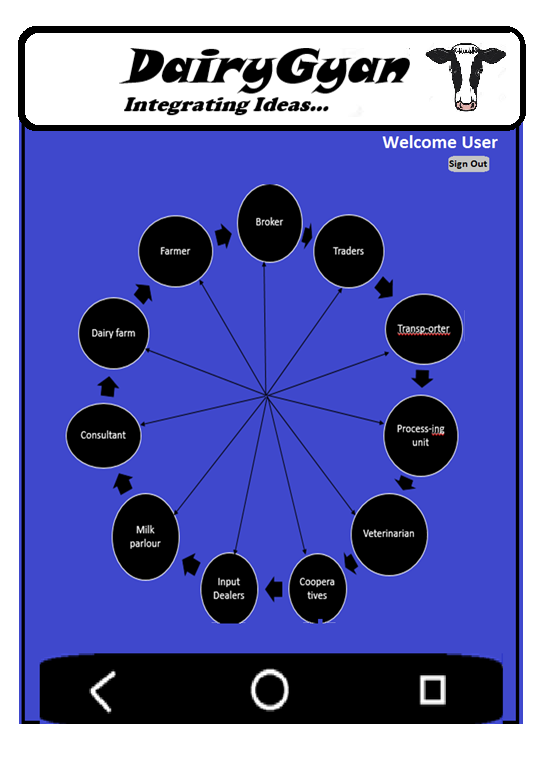 DairyGyan
Integrating Ideas...
Welcome User
Sign Out
Broker
Farmer
Traders
Dairy farm
Transp-orter
Consultant
Process-ing
unit
Milk
parlour
Veterinarian
Input
Dealers
Coopera
tives